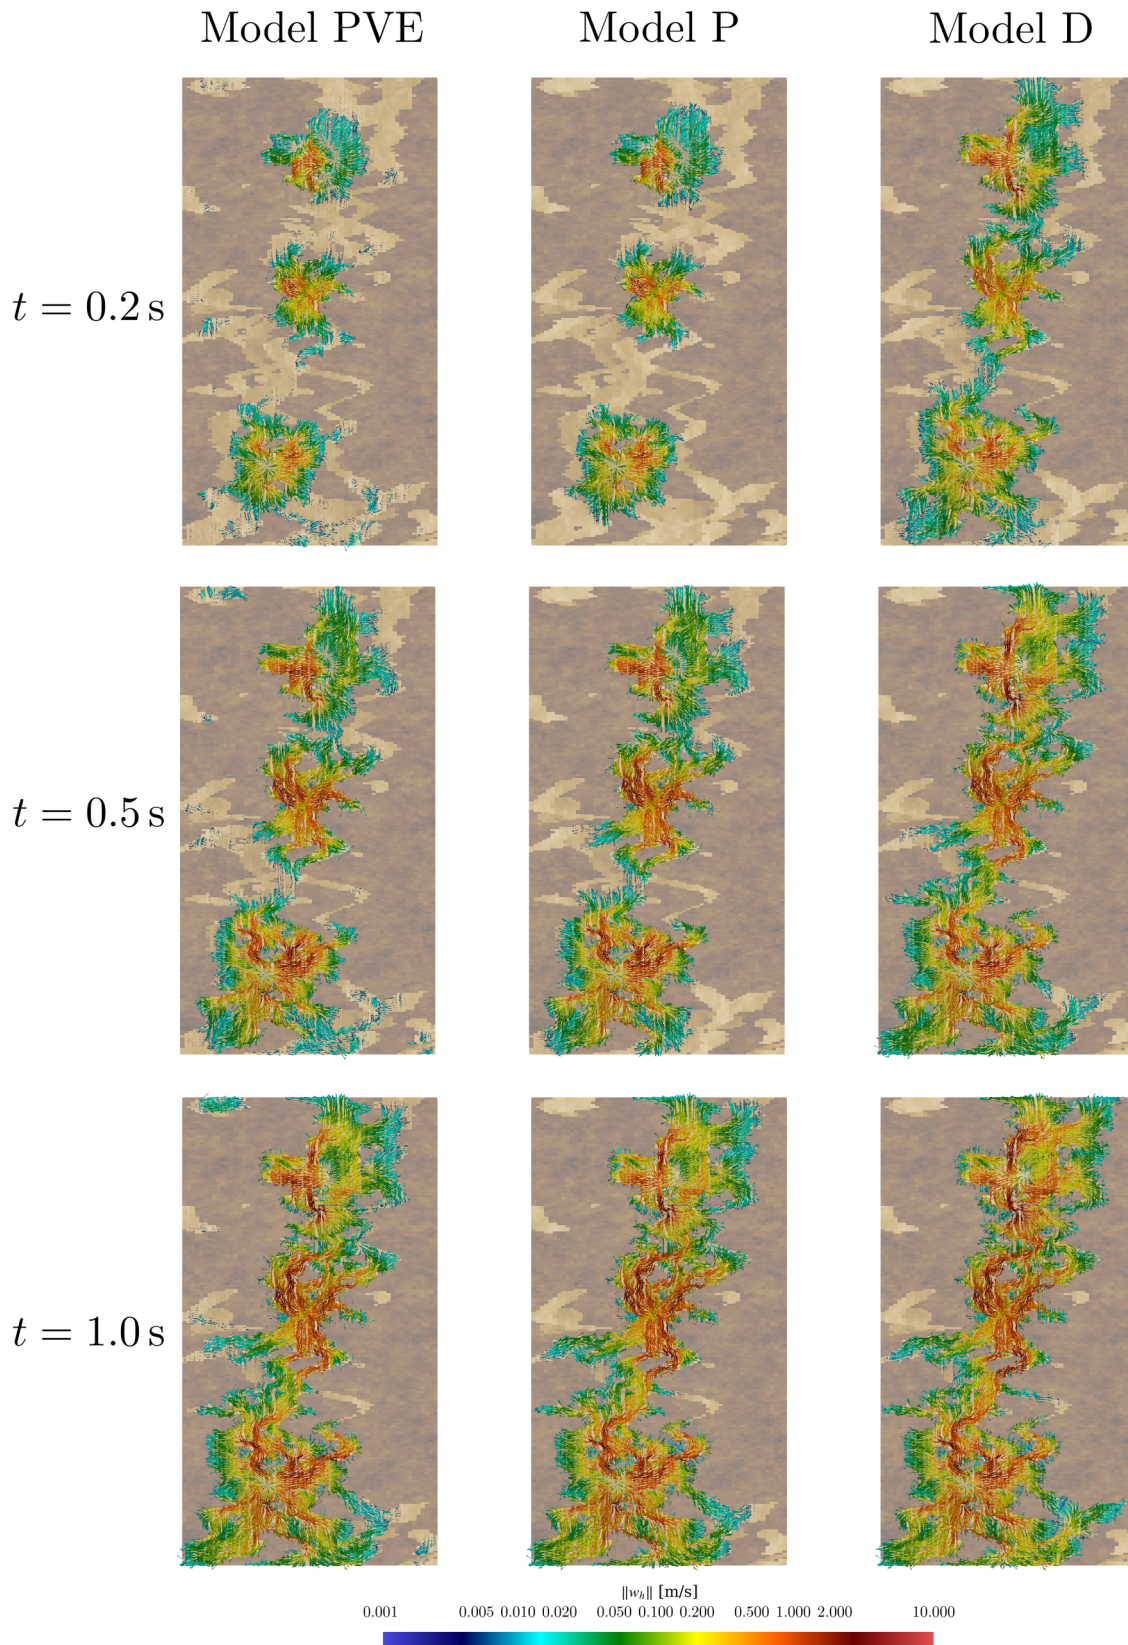 Model PVE Model P Model D
t = 0.2 s
t = 0.5 s
t = 1.0 s
‖w_h‖ [m/s]
0.001 0.005 0.010 0.020 0.050 0.100 0.200 0.500 1.000 2.000 10.000